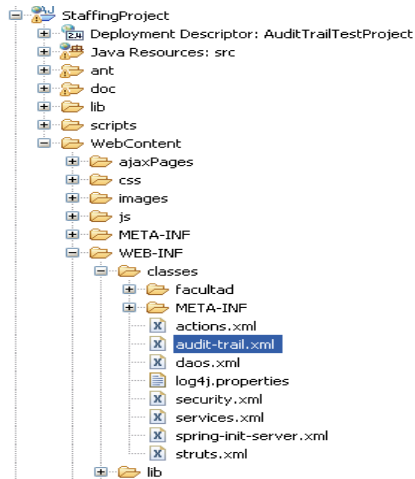 StaffingProject
Deployment Descriptor: AuditTrailTestProject
Java Resources: src
ant
doc
lib
scripts
WebContent
ajaxPages
css
images
js
META-INF
WEB-INF
classes
facultad
META-INF
actions.xml
audit-trail.xml
daos.xml
log4j.properties
security.xml
services.xml
spring-init-server.xml
struts.xml
lib